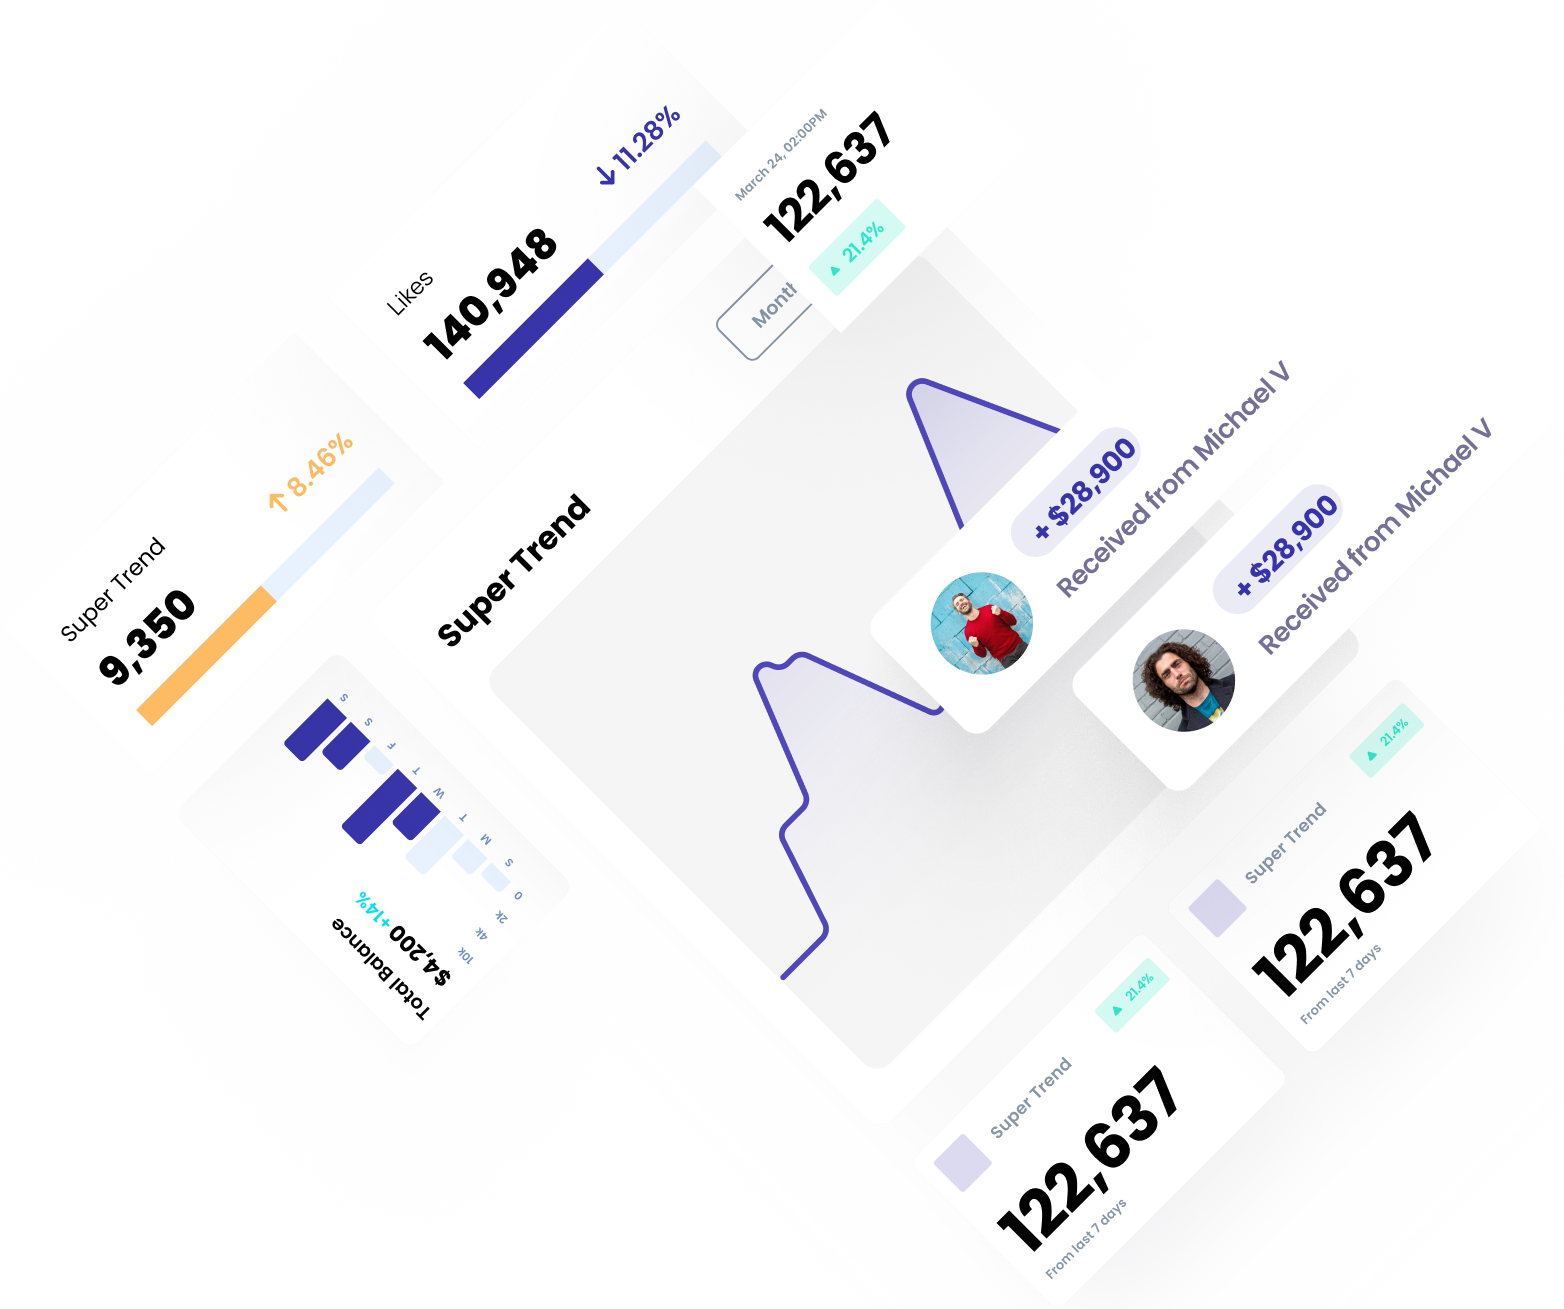 Likes
140,948
↓ 11.28%
March 24, 02:00PM
122,637
▲ 21.4%
Super Trend
9,350
↑ 8.46%
Super Trend
+$28,900
Received from Michael V
+$28,900
Received from Michael V
Total Balance
$4,200 +14%
10k
4k
2k
0
S
M
T
W
T
F
S
S
▲ 21.4%
Super Trend
122,637
From last 7 days
▲ 21.4%
Super Trend
122,637
From last 7 days